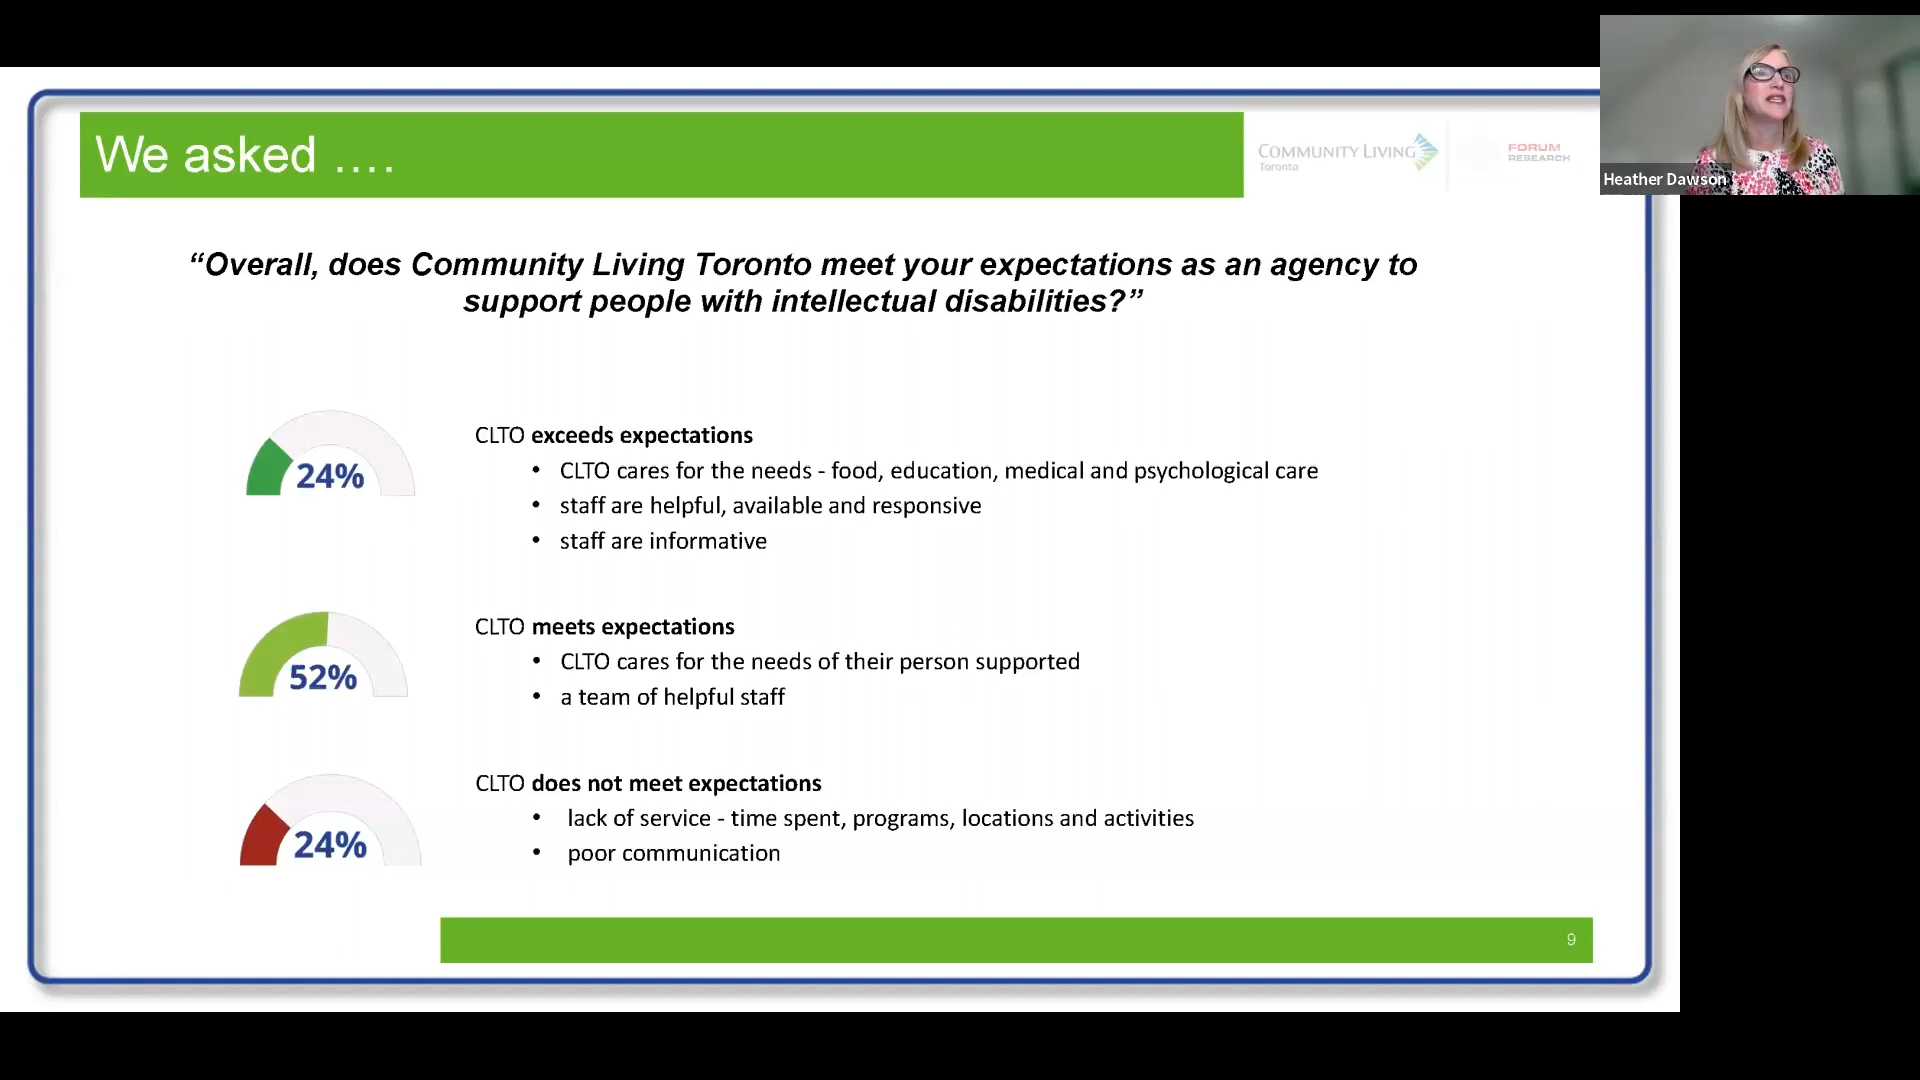 We asked ....
COMMUNITY LIVING
Toronto
FORUM
RESEARCH
Heather Dawson
“Overall, does Community Living Toronto meet your expectations as an agency to
support people with intellectual disabilities?”
24%
CLTO exceeds expectations
• CLTO cares for the needs - food, education, medical and psychological care
• staff are helpful, available and responsive
• staff are informative
52%
CLTO meets expectations
• CLTO cares for the needs of their person supported
• a team of helpful staff
24%
CLTO does not meet expectations
• lack of service - time spent, programs, locations and activities
• poor communication
9